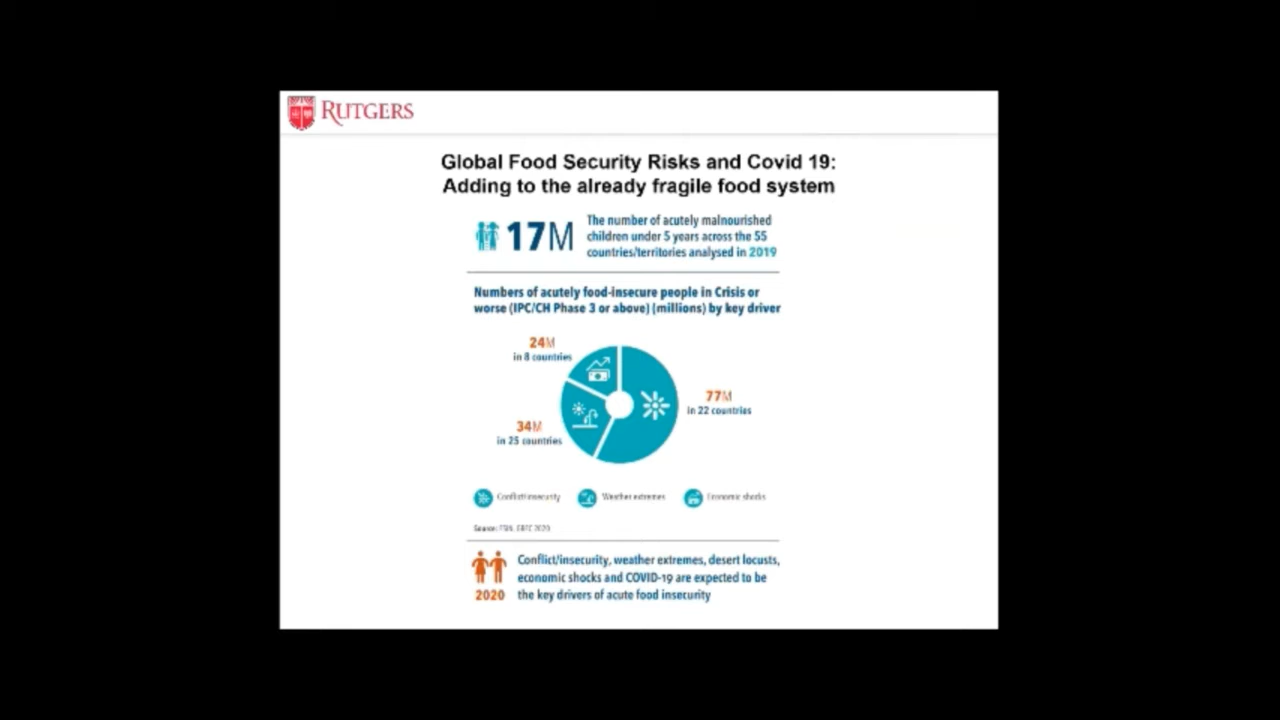 RUTGERS
Global Food Security Risks and Covid 19:
Adding to the already fragile food system
17M
The number of acutely malnourished
children under 5 years across the 55
countries/territories analysed in 2019
Numbers of acutely food-insecure people in Crisis or
worse (IPC/CH Phase 3 or above) (millions) by key driver
24M
in 8 countries
77M
in 22 countries
34M
in 25 countries
Conflict/insecurity
Weather extremes
Economic shocks
Source: FSIN, GRFC 2020
2020
Conflict/insecurity, weather extremes, desert locusts,
economic shocks and COVID-19 are expected to be
the key drivers of acute food insecurity